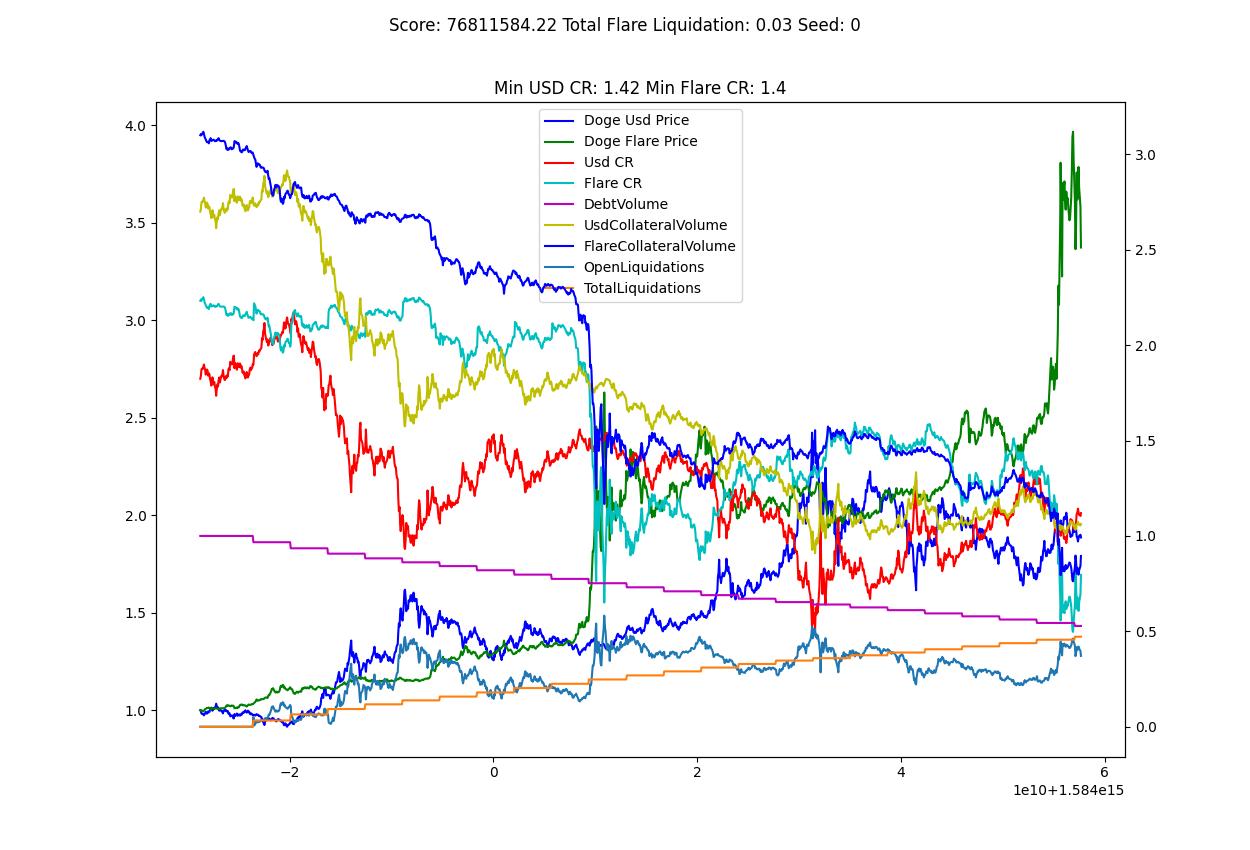 Score: 76811584.22 Total Flare Liquidation: 0.03 Seed: 0
Min USD CR: 1.42 Min Flare CR: 1.4
Doge Usd Price
Doge Flare Price
Usd CR
Flare CR
DebtVolume
UsdCollateralVolume
FlareCollateralVolume
OpenLiquidations
TotalLiquidations
4.0
3.5
3.0
2.5
2.0
1.5
1.0
3.0
2.5
2.0
1.5
1.0
0.5
0.0
−2
0
2
4
6
1e10+1.584e15